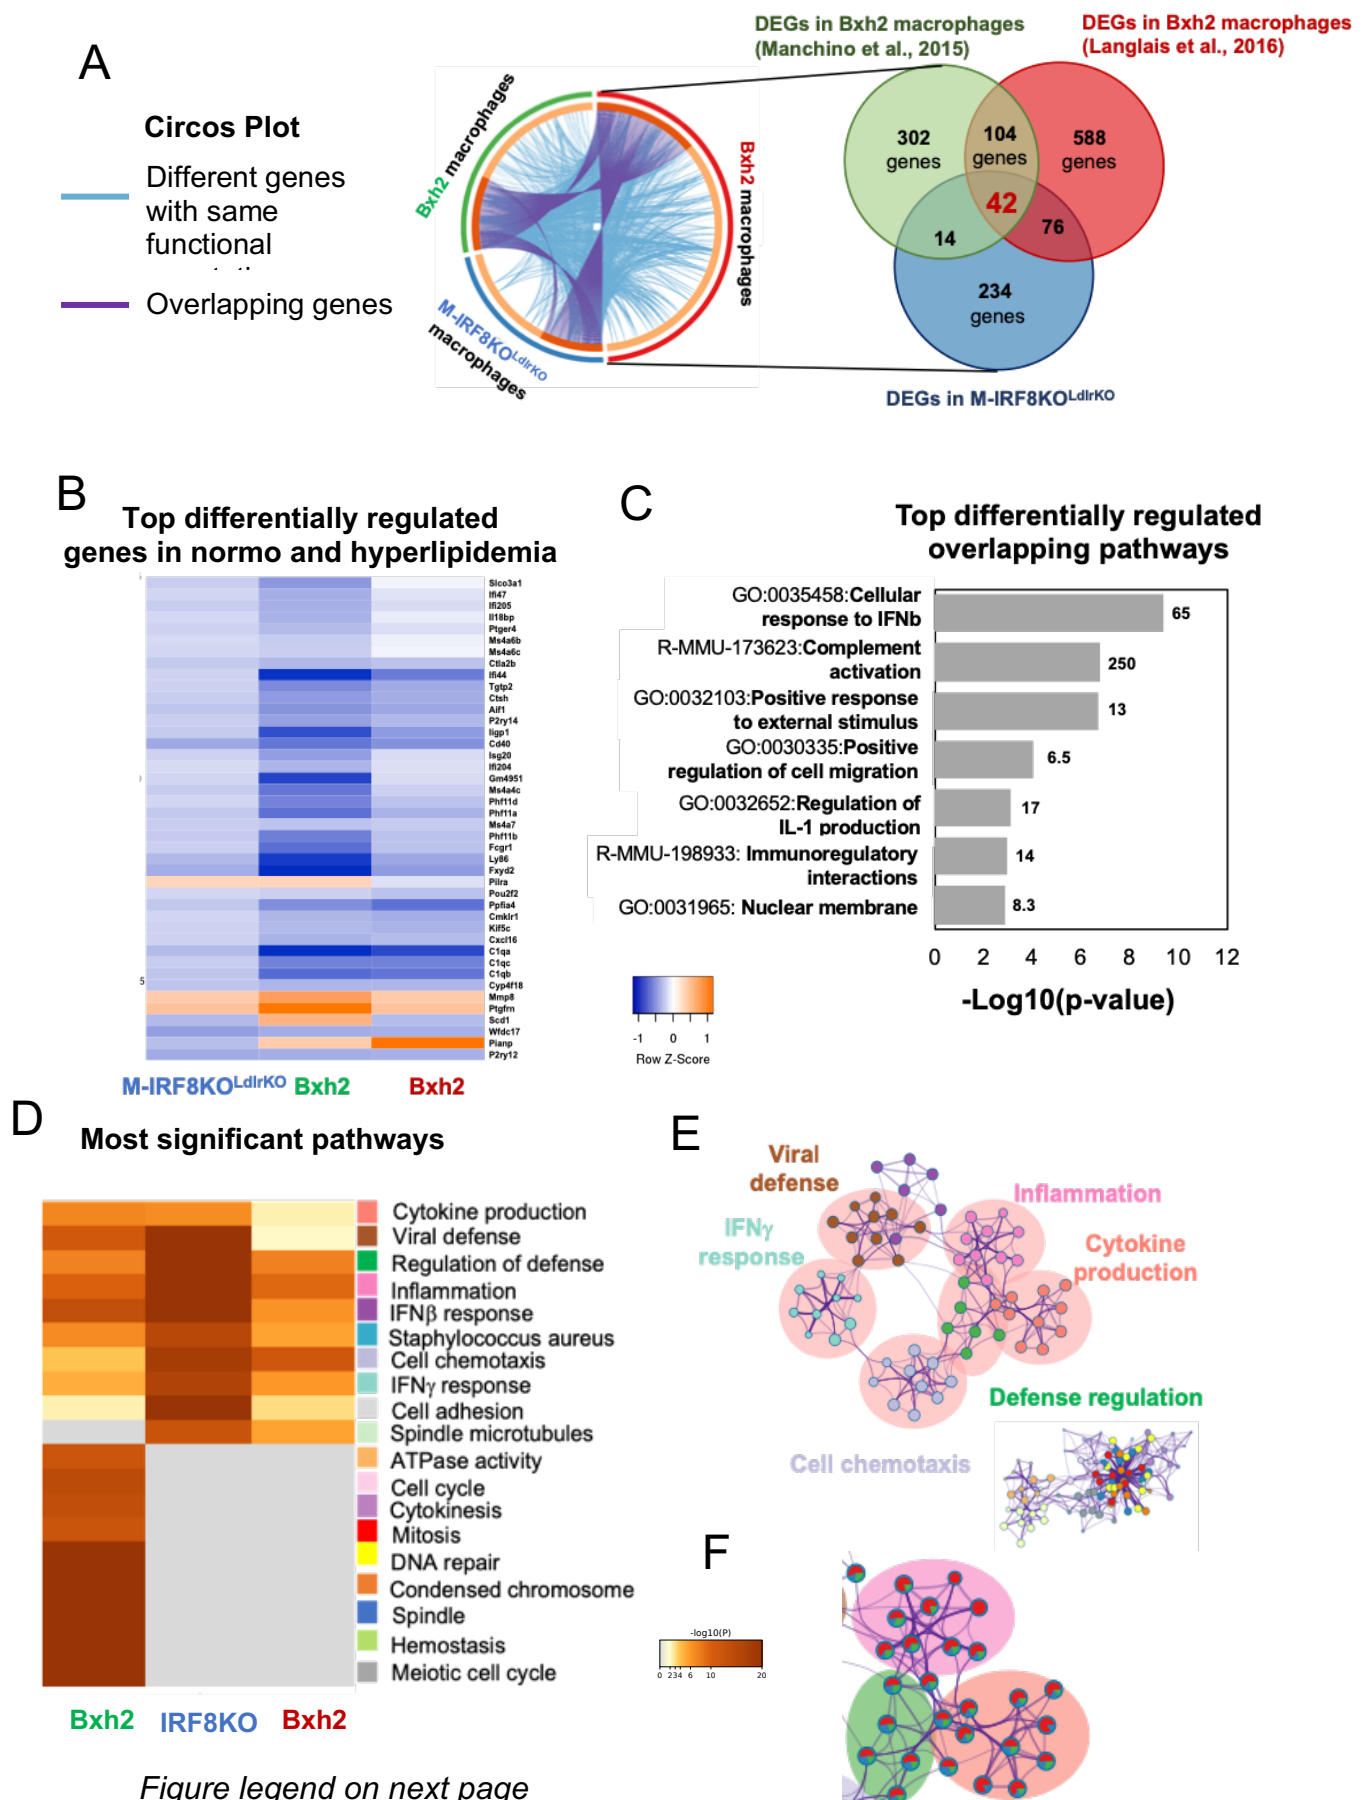 A
Circos Plot
Different genes
with same
functional
Overlapping genes
Bxh2 macrophages
Bxh2 macrophages
M-IRF8KOLdlrKO
macrophages
DEGs in Bxh2 macrophages
(Manchino et al., 2015)
DEGs in Bxh2 macrophages
(Langlais et al., 2016)
302
genes
104
genes
588
genes
42
14
76
234
genes
DEGs in M-IRF8KOLdlrKO
B
Top differentially regulated
genes in normo and hyperlipidemia
Slco3a1
Ifi47
Ifi205
Il18bp
Ptger4
Ms4a6b
Ms4a6c
Ctla2b
Ifi44
Tgtp2
Ctsh
Aif1
P2ry14
Iigp1
Cd40
Isg20
Ifi204
Gm4951
Ms4a4c
Phf11d
Phf11a
Ms4a7
Phf11b
Fcgr1
Ly86
Fxyd2
Pilra
Pou2f2
Ppfia4
Cmklr1
Kif5c
Cxcl16
C1qa
C1qc
C1qb
5
Cyp4f18
Mmp8
Ptgfrn
Scd1
Wfdc17
Pianp
P2ry12
M-IRF8KOLdlrKO Bxh2 Bxh2
-1 0 1
Row Z-Score
C
Top differentially regulated
overlapping pathways
GO:0035458:Cellular
response to IFNb
65
R-MMU-173623:Complement
activation
250
GO:0032103:Positive response
to external stimulus
13
GO:0030335:Positive
regulation of cell migration
6.5
GO:0032652:Regulation of
IL-1 production
17
R-MMU-198933: Immunoregulatory
interactions
14
GO:0031965: Nuclear membrane
8.3
0 2 4 6 8 10 12
-Log10(p-value)
D
Most significant pathways
Cytokine production
Viral defense
Regulation of defense
Inflammation
IFNβ response
Staphylococcus aureus
Cell chemotaxis
IFNγ response
Cell adhesion
Spindle microtubules
ATPase activity
Cell cycle
Cytokinesis
Mitosis
DNA repair
Condensed chromosome
Spindle
Hemostasis
Meiotic cell cycle
Bxh2 IRF8KO Bxh2
-log10(P)
0 2 3 4 6 10 20
E
Viral
defense
Inflammation
IFNγ
response
Cytokine
production
Defense regulation
Cell chemotaxis
F
Figure legend on next page